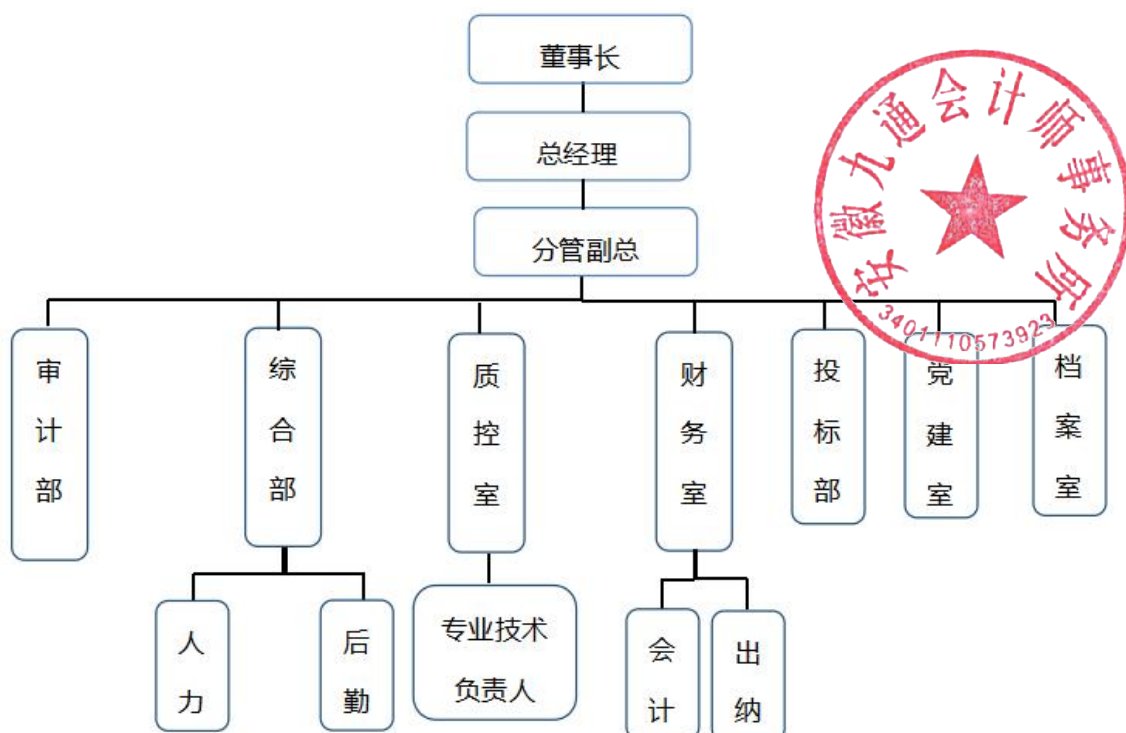 董事长
总经理
分管副总
安徽九通会计师事务所
3401110573923
审计部
综合部
质控室
财务室
投标部
党建室
档案室
人力
后勤
专业技术
负责人
会计
出纳